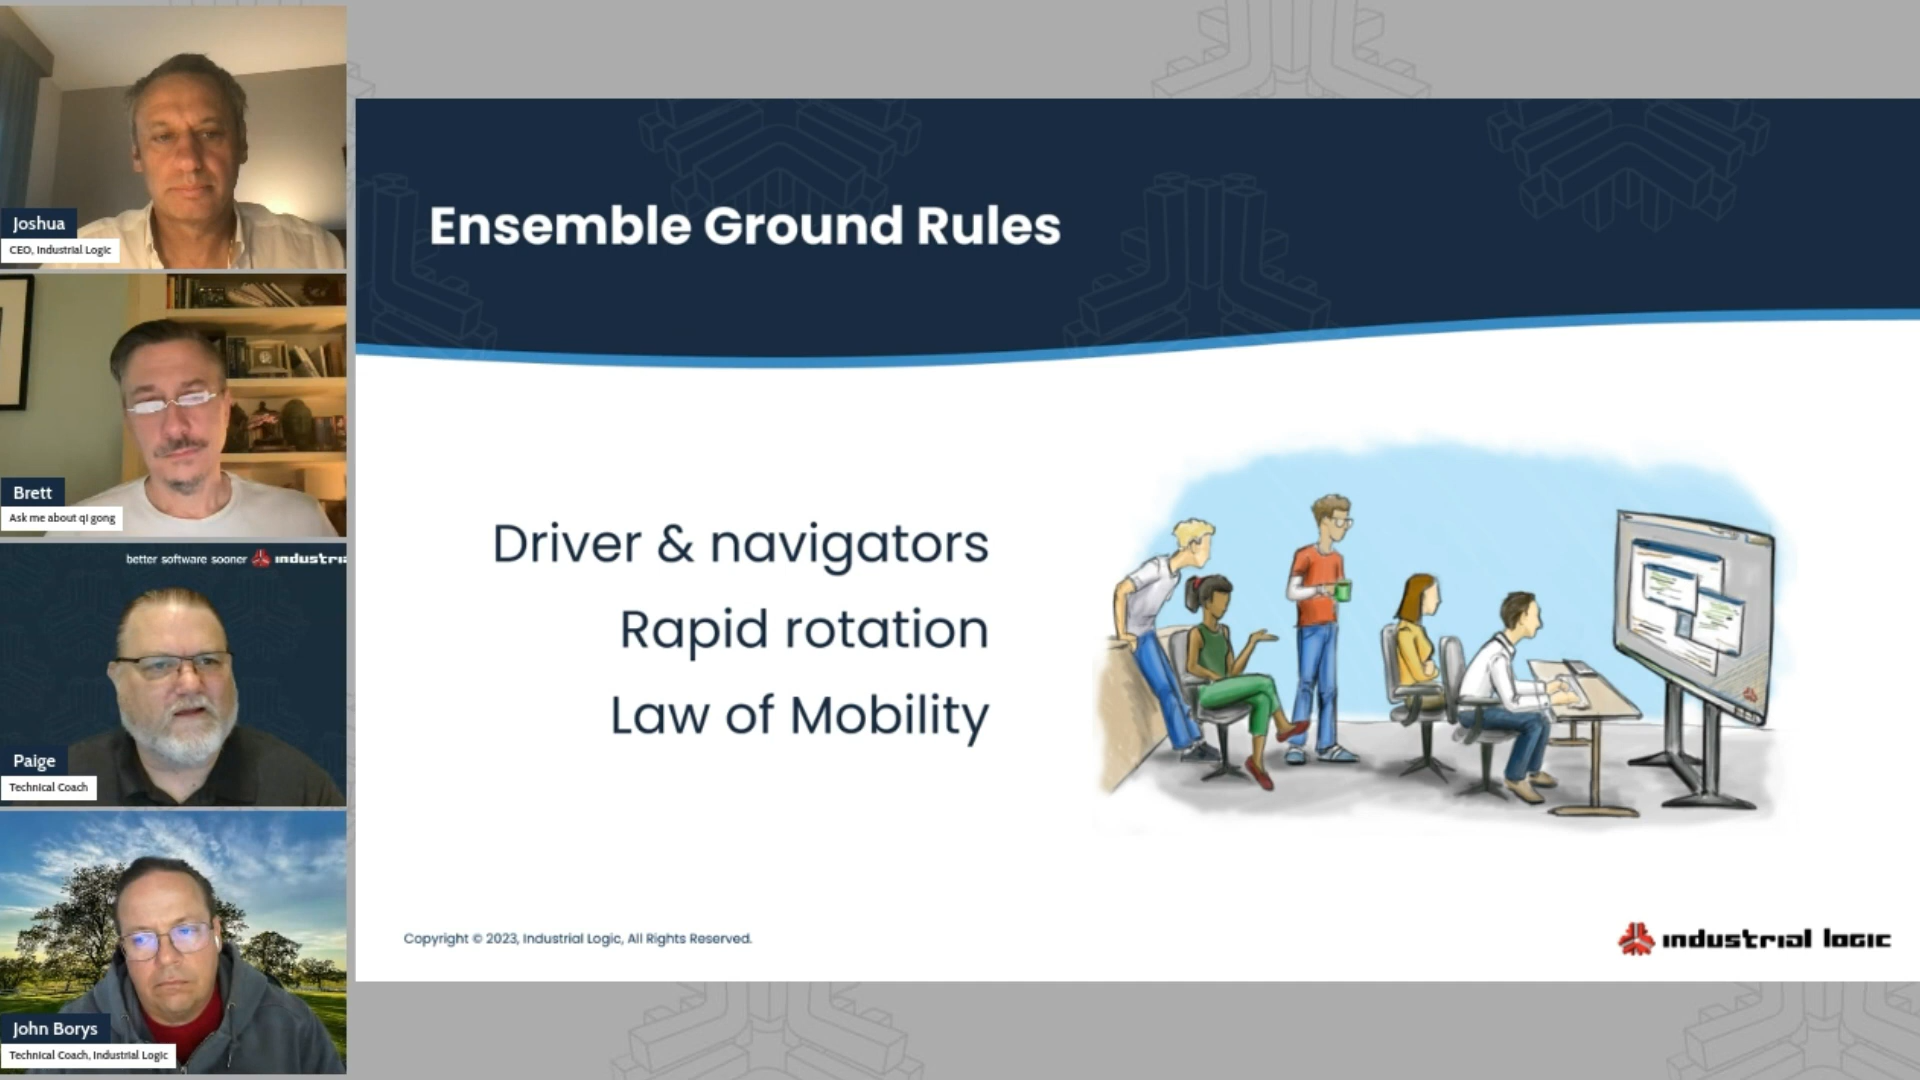 Joshua
CEO, Industrial Logic
Brett
Ask me about qi gong
better software sooner industria
Paige
Technical Coach
John Borys
Technical Coach, Industrial Logic
Ensemble Ground Rules
Driver & navigators
Rapid rotation
Law of Mobility
Copyright © 2023, Industrial Logic, All Rights Reserved.
industrial logic